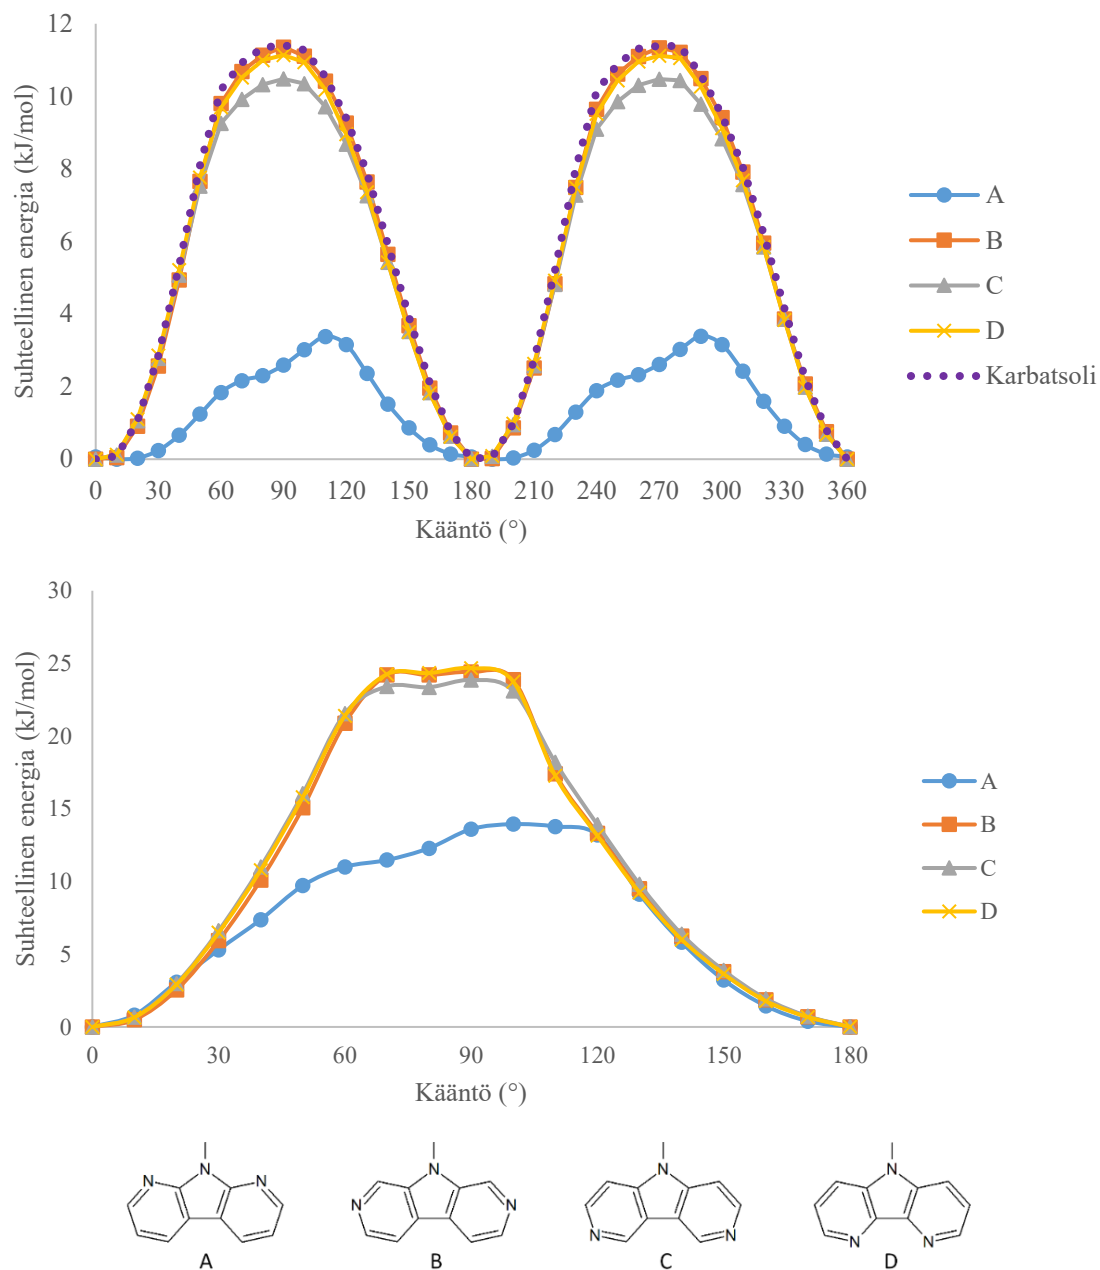 12
10
8
6
4
2
0
Suhteellinen energia (kJ/mol)
0 30 60 90 120 150 180 210 240 270 300 330 360
Kääntö (°)
A
B
C
D
Karbatsoli
30
25
20
15
10
5
0
Suhteellinen energia (kJ/mol)
0 30 60 90 120 150 180
Kääntö (°)
A
B
C
D
N N N
A
N N N
B
N N N
C
N N N
D